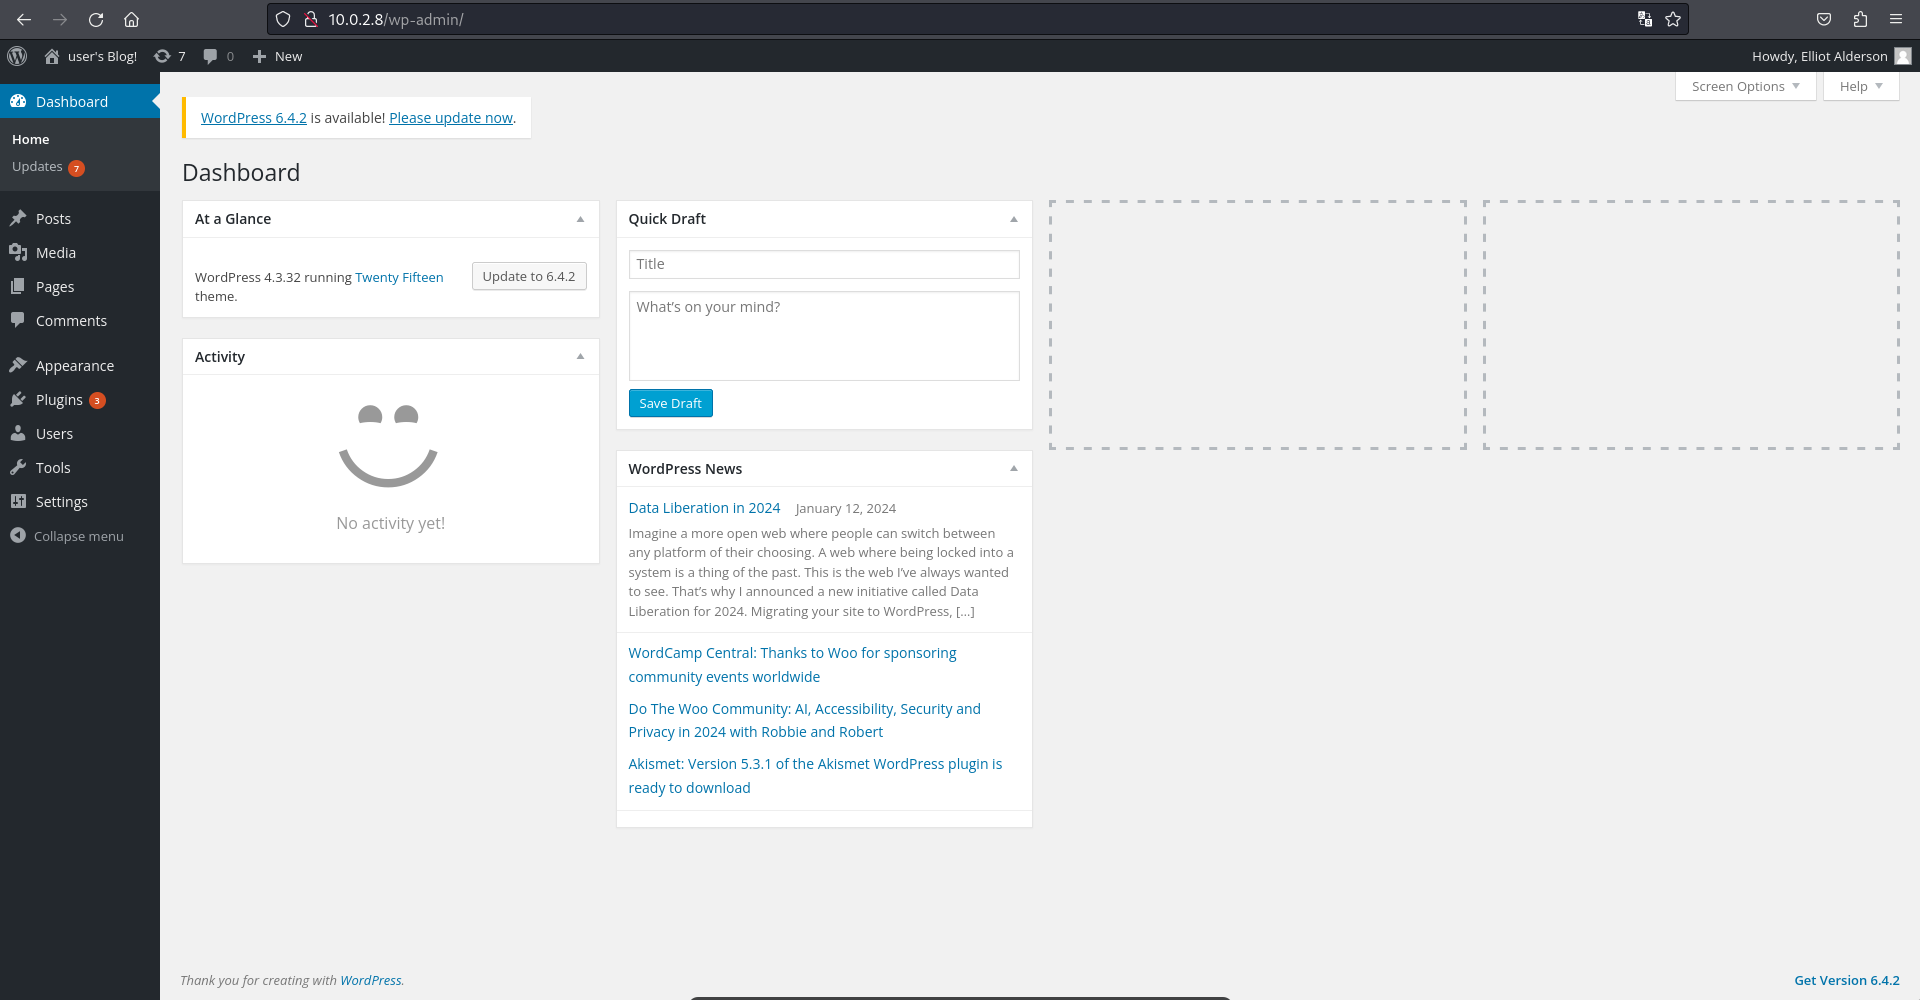 10.0.2.8/wp-admin/
user's Blog!
7
0
New
Howdy, Elliot Alderson
Screen Options
Help
Dashboard
Home
Updates 7
Posts
Media
Pages
Comments
Appearance
Plugins 3
Users
Tools
Settings
Collapse menu
WordPress 6.4.2 is available! Please update now.
Dashboard
At a Glance
WordPress 4.3.32 running Twenty Fifteen
theme.
Update to 6.4.2
Activity
No activity yet!
Quick Draft
Title
What's on your mind?
Save Draft
WordPress News
Data Liberation in 2024 January 12, 2024
Imagine a more open web where people can switch between
any platform of their choosing. A web where being locked into a
system is a thing of the past. This is the web I've always wanted
to see. That's why I announced a new initiative called Data
Liberation for 2024. Migrating your site to WordPress, […]
WordCamp Central: Thanks to Woo for sponsoring
community events worldwide
Do The Woo Community: AI, Accessibility, Security and
Privacy in 2024 with Robbie and Robert
Akismet: Version 5.3.1 of the Akismet WordPress plugin is
ready to download
Thank you for creating with WordPress.
Get Version 6.4.2